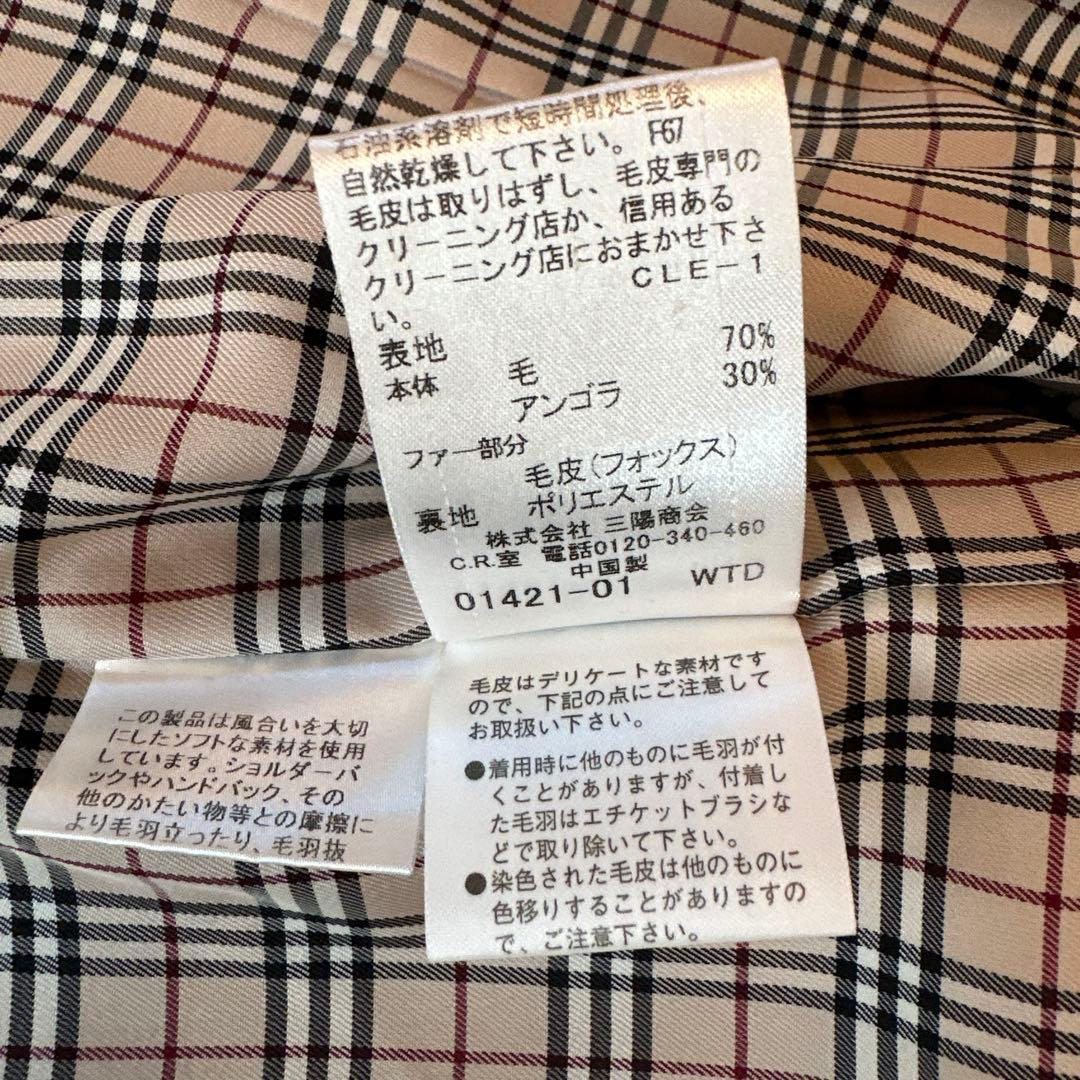 石油系溶剤で短時間処理後、
自然乾燥して下さい。 F67
毛皮は取りはずし、毛皮専門の
クリーニング店か、信用ある
クリーニング店におまかせ下さ
い。 CLE-1
表地
本体 毛 70%
アンゴラ 30%
ファー部分
毛皮(フォックス)
裏地 ポリエステル
株式会社 三陽商会
C.R.室 電話0120-340-460
中国製
01421-01 WTD
この製品は風合いを大切
にしたソフトな素材を使用
しています。ショルダーバ
ックやハンドバック、その
他のかたい物等との摩擦に
より毛羽立ったり、毛羽抜
毛皮はデリケートな素材です
ので、下記の点にご注意して
お取扱い下さい。
●着用時に他のものに毛羽が付
くことがありますが、付着し
た毛羽はエチケットブラシな
どで取り除いて下さい。
●染色された毛皮は他のものに
色移りすることがありますの
で、ご注意下さい。